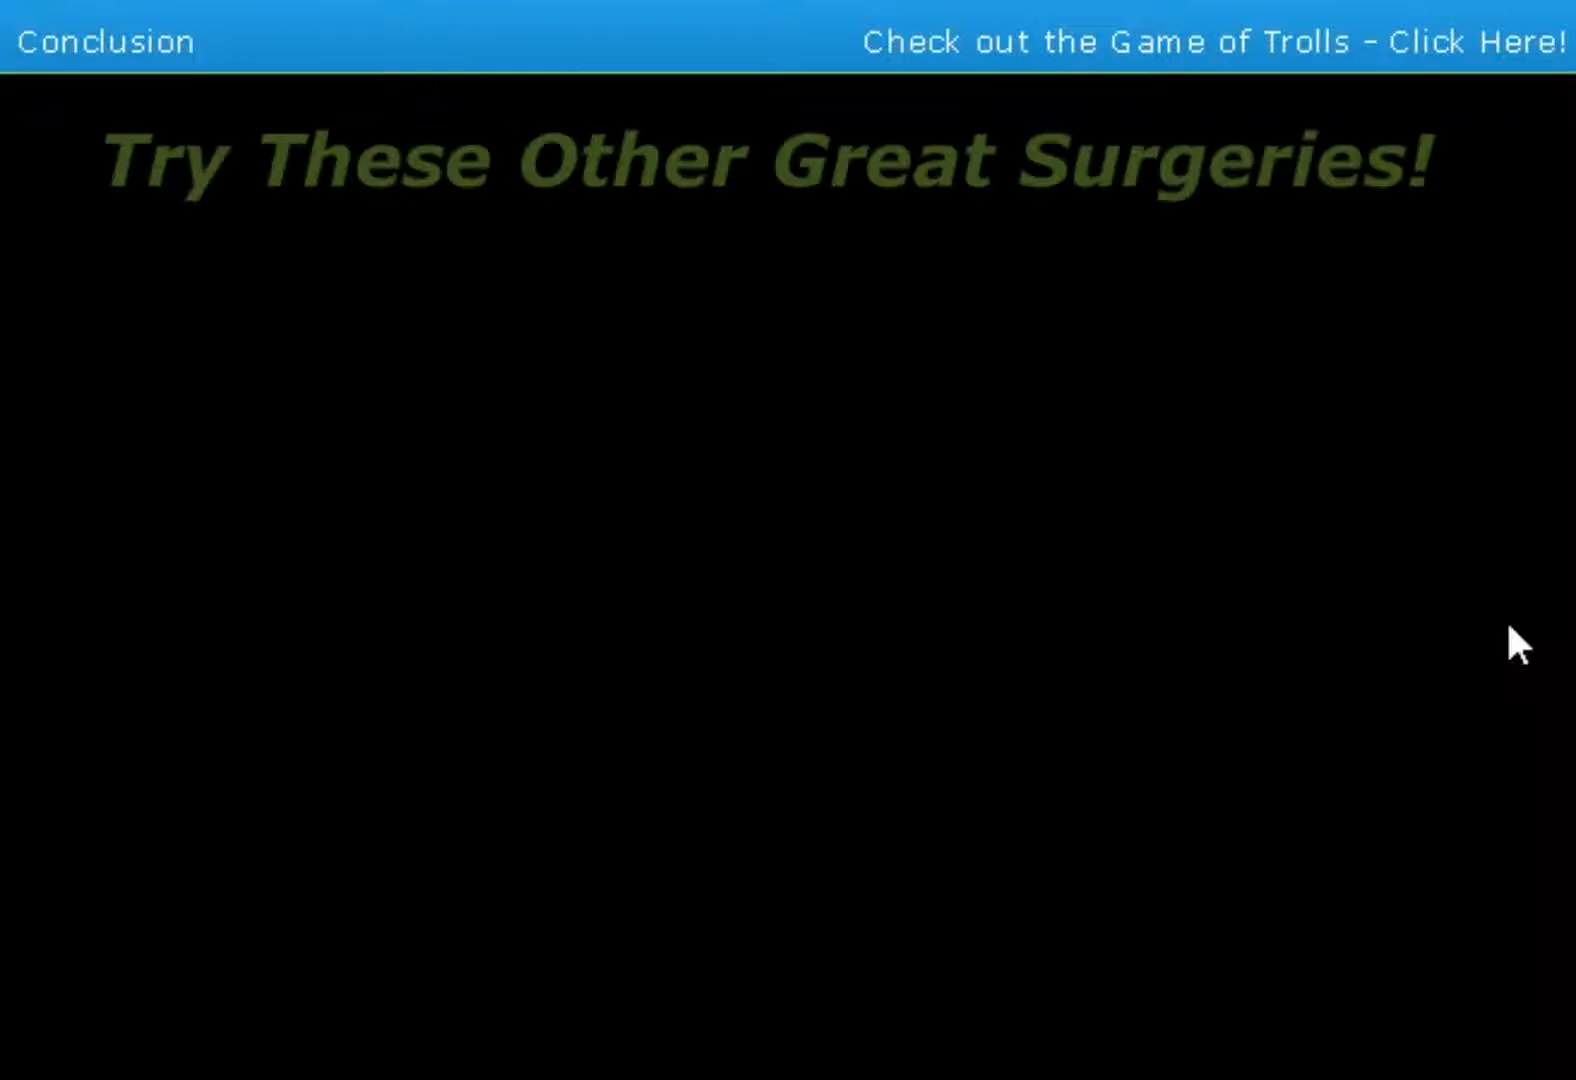 Conclusion
Check out the Game of Trolls – Click Here!
Try These Other Great Surgeries!